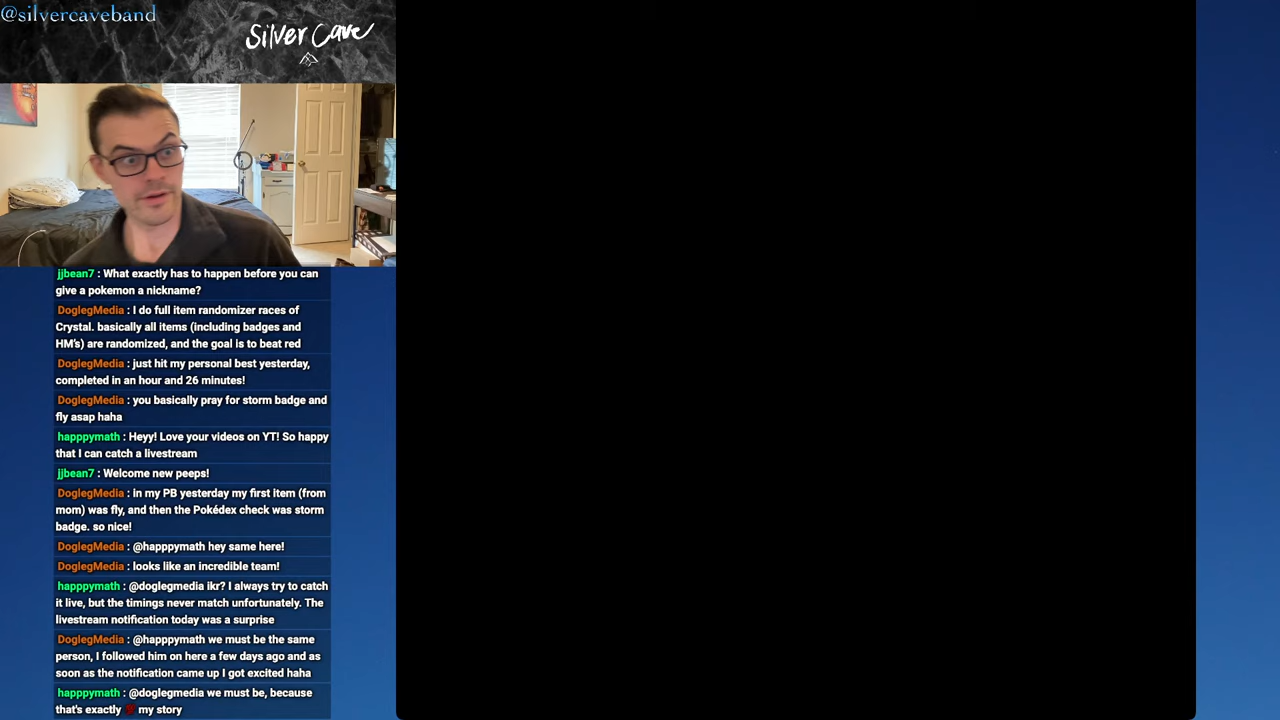 @silvercaveband
Silver Cave
jjbean7 : What exactly has to happen before you can
give a pokemon a nickname?
DoglegMedia : I do full item randomizer races of
Crystal. basically all items (including badges and
HM's) are randomized, and the goal is to beat red
DoglegMedia : just hit my personal best yesterday,
completed in an hour and 26 minutes!
DoglegMedia : you basically pray for storm badge and
fly asap haha
happpymath : Heyy! Love your videos on YT! So happy
that I can catch a livestream
jjbean7 : Welcome new peeps!
DoglegMedia : in my PB yesterday my first item (from
mom) was fly, and then the Pokédex check was storm
badge. so nice!
DoglegMedia : @happpymath hey same here!
DoglegMedia : looks like an incredible team!
happpymath : @doglegmedia ikr? I always try to catch
it live, but the timings never match unfortunately. The
livestream notification today was a surprise
DoglegMedia : @happpymath we must be the same
person, I followed him on here a few days ago and as
soon as the notification came up I got excited haha
happpymath : @doglegmedia we must be, because
that's exactly 💯 my story